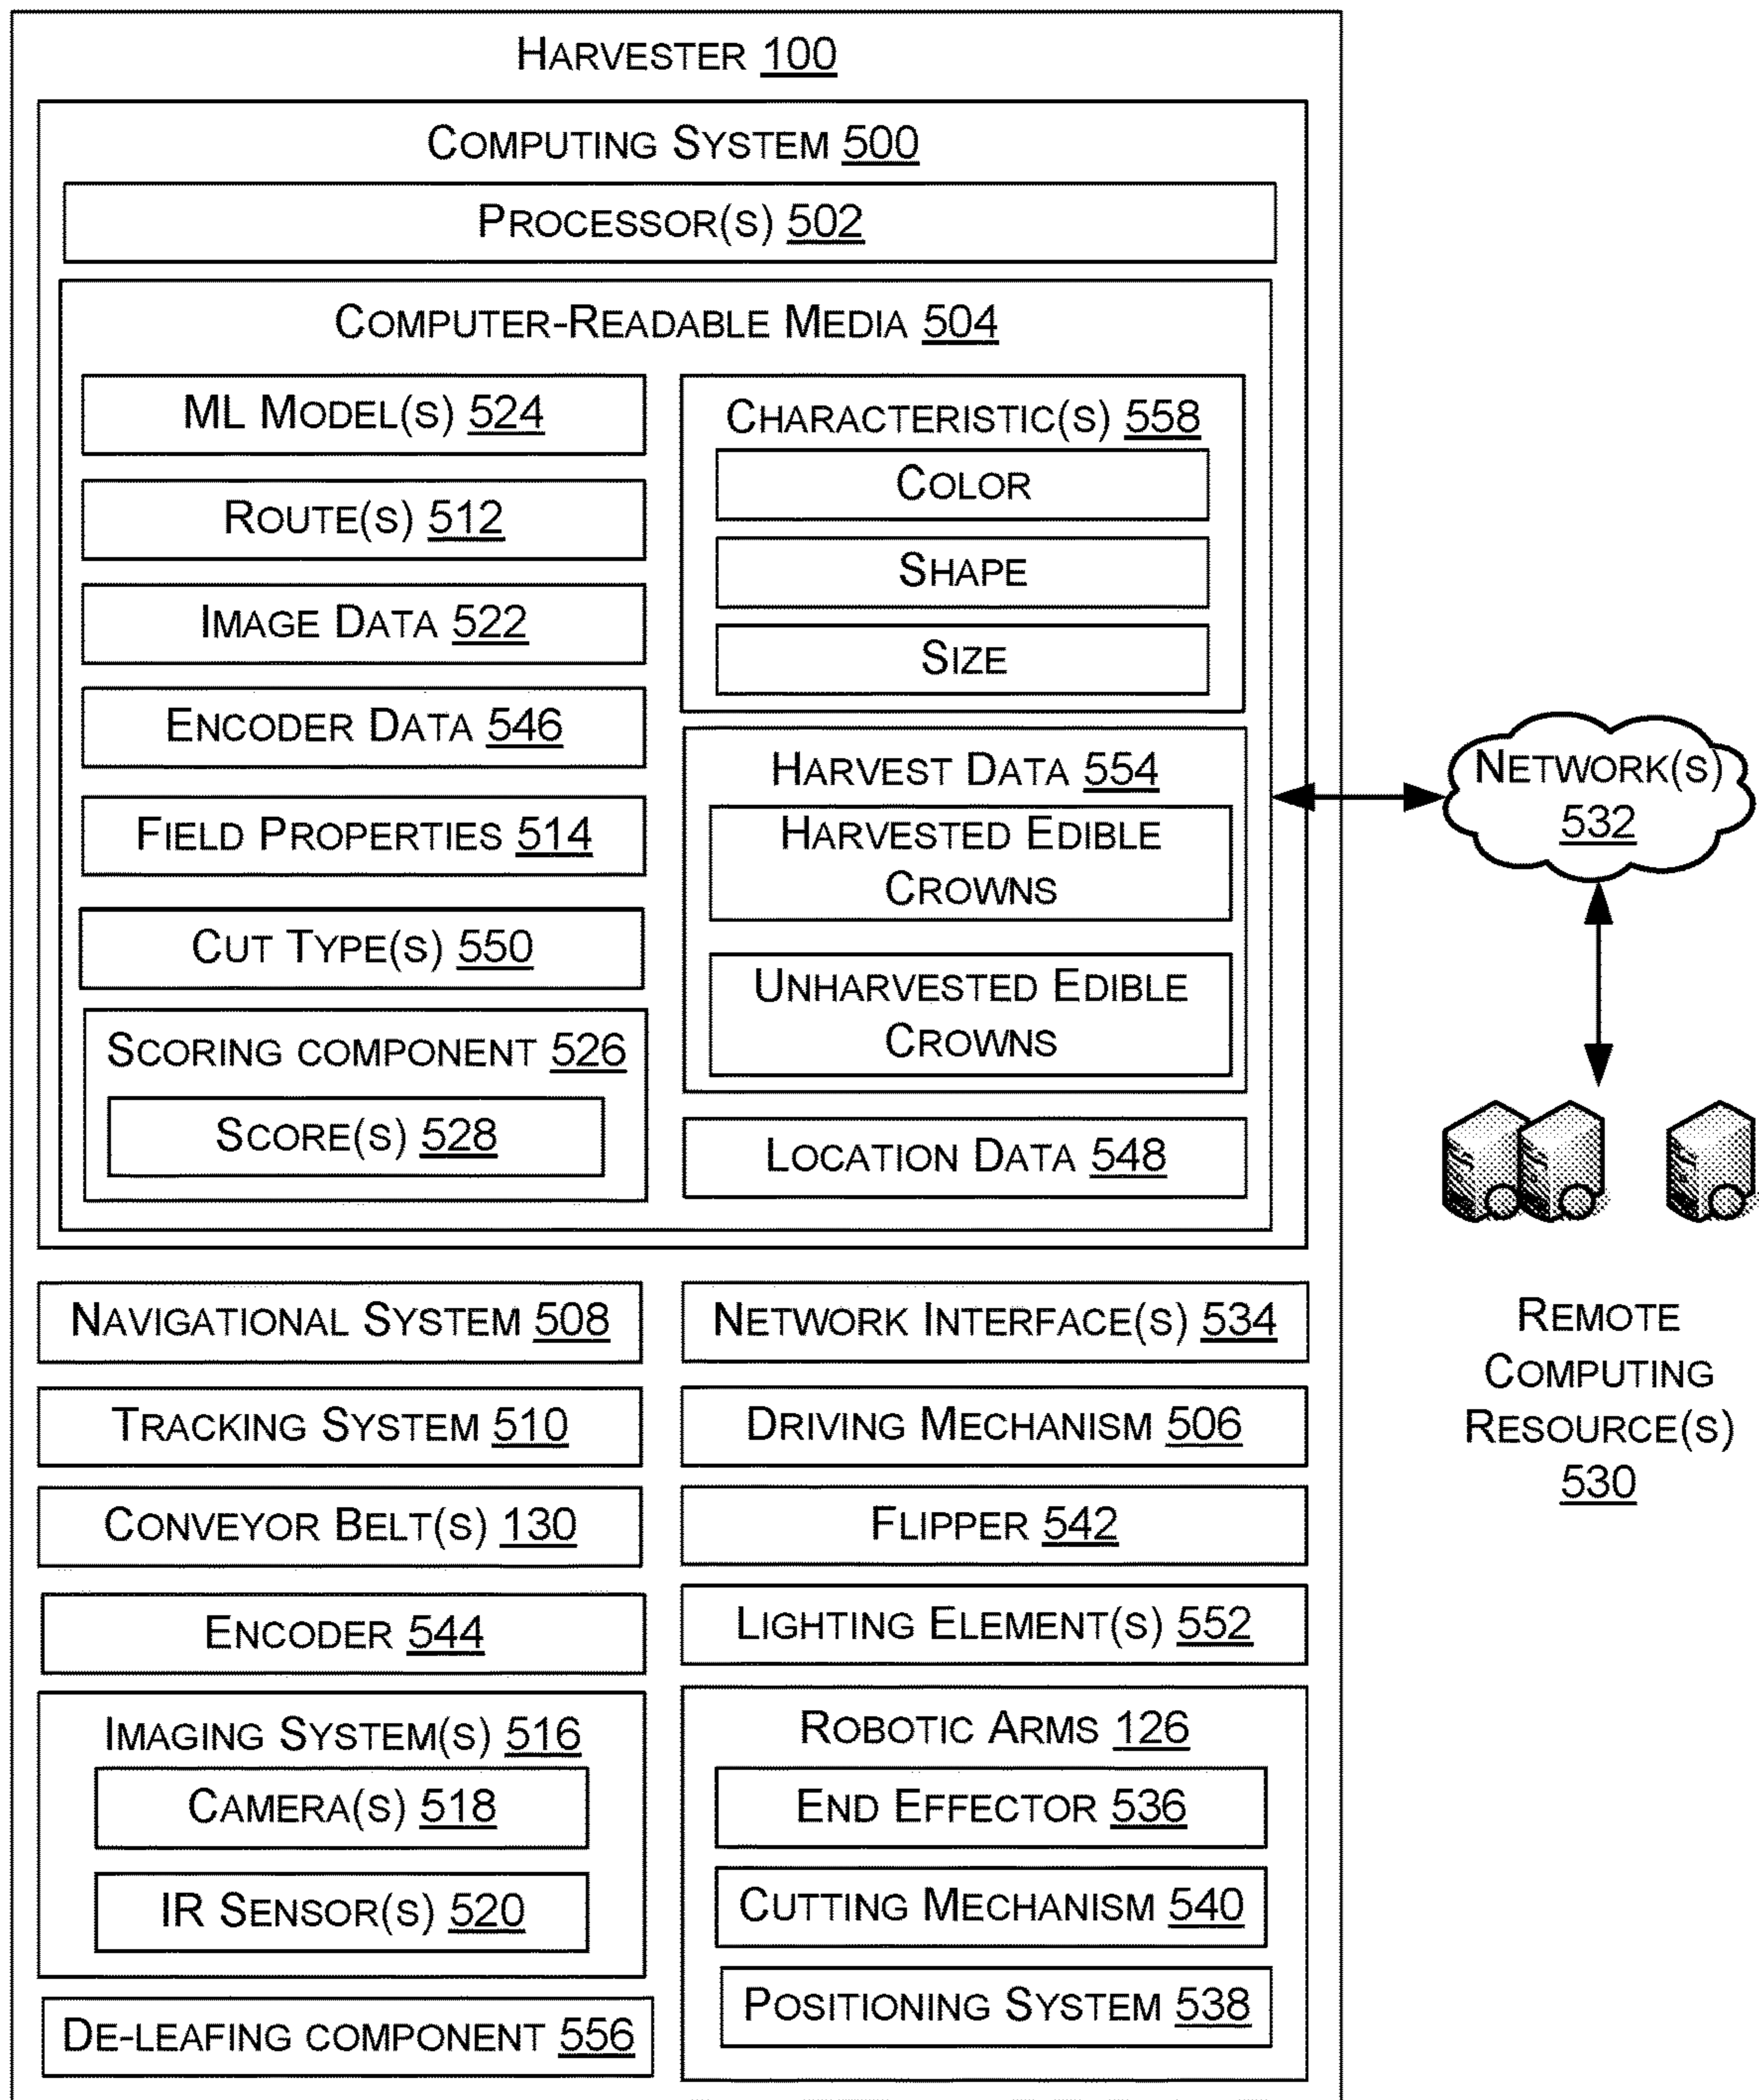 HARVESTER 100
COMPUTING SYSTEM 500
PROCESSOR(S) 502
COMPUTER-READABLE MEDIA 504
ML MODEL(S) 524
ROUTE(S) 512
IMAGE DATA 522
ENCODER DATA 546
FIELD PROPERTIES 514
CUT TYPE(S) 550
SCORING COMPONENT 526
SCORE(S) 528
CHARACTERISTIC(S) 558
COLOR
SHAPE
SIZE
HARVEST DATA 554
HARVESTED EDIBLE
CROWNS
UNHARVESTED EDIBLE
CROWNS
LOCATION DATA 548
NAVIGATIONAL SYSTEM 508
TRACKING SYSTEM 510
CONVEYOR BELT(S) 130
ENCODER 544
IMAGING SYSTEM(S) 516
CAMERA(S) 518
IR SENSOR(S) 520
DE-LEAFING COMPONENT 556
NETWORK INTERFACE(S) 534
DRIVING MECHANISM 506
FLIPPER 542
LIGHTING ELEMENT(S) 552
ROBOTIC ARMS 126
END EFFECTOR 536
CUTTING MECHANISM 540
POSITIONING SYSTEM 538
NETWORK(S)
532
REMOTE
COMPUTING
RESOURCE(S)
530